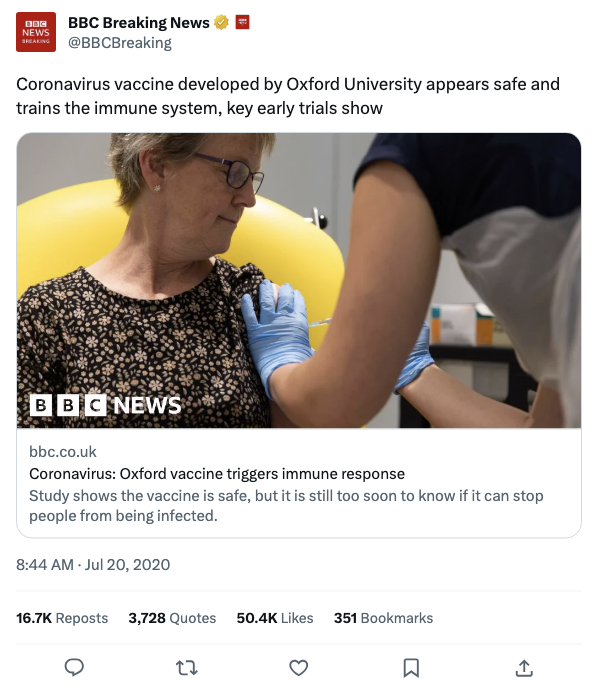 BBC
NEWS
BREAKING
BBC Breaking News
@BBCBreaking
Coronavirus vaccine developed by Oxford University appears safe and
trains the immune system, key early trials show
BBC NEWS
bbc.co.uk
Coronavirus: Oxford vaccine triggers immune response
Study shows the vaccine is safe, but it is still too soon to know if it can stop
people from being infected.
8:44 AM · Jul 20, 2020
16.7K Reposts 3,728 Quotes 50.4K Likes 351 Bookmarks